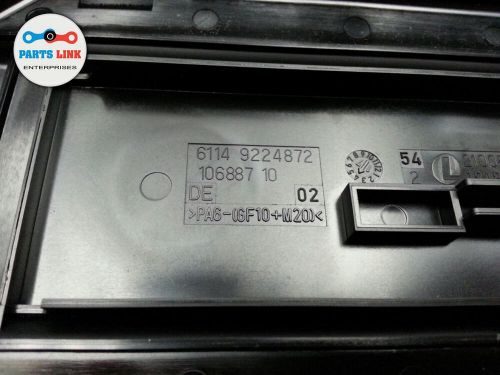 PARTS LINK
ENTERPRISES
6114 9224872
106887 10
DE 02
>PA6-(GF10+M20)<
54
2